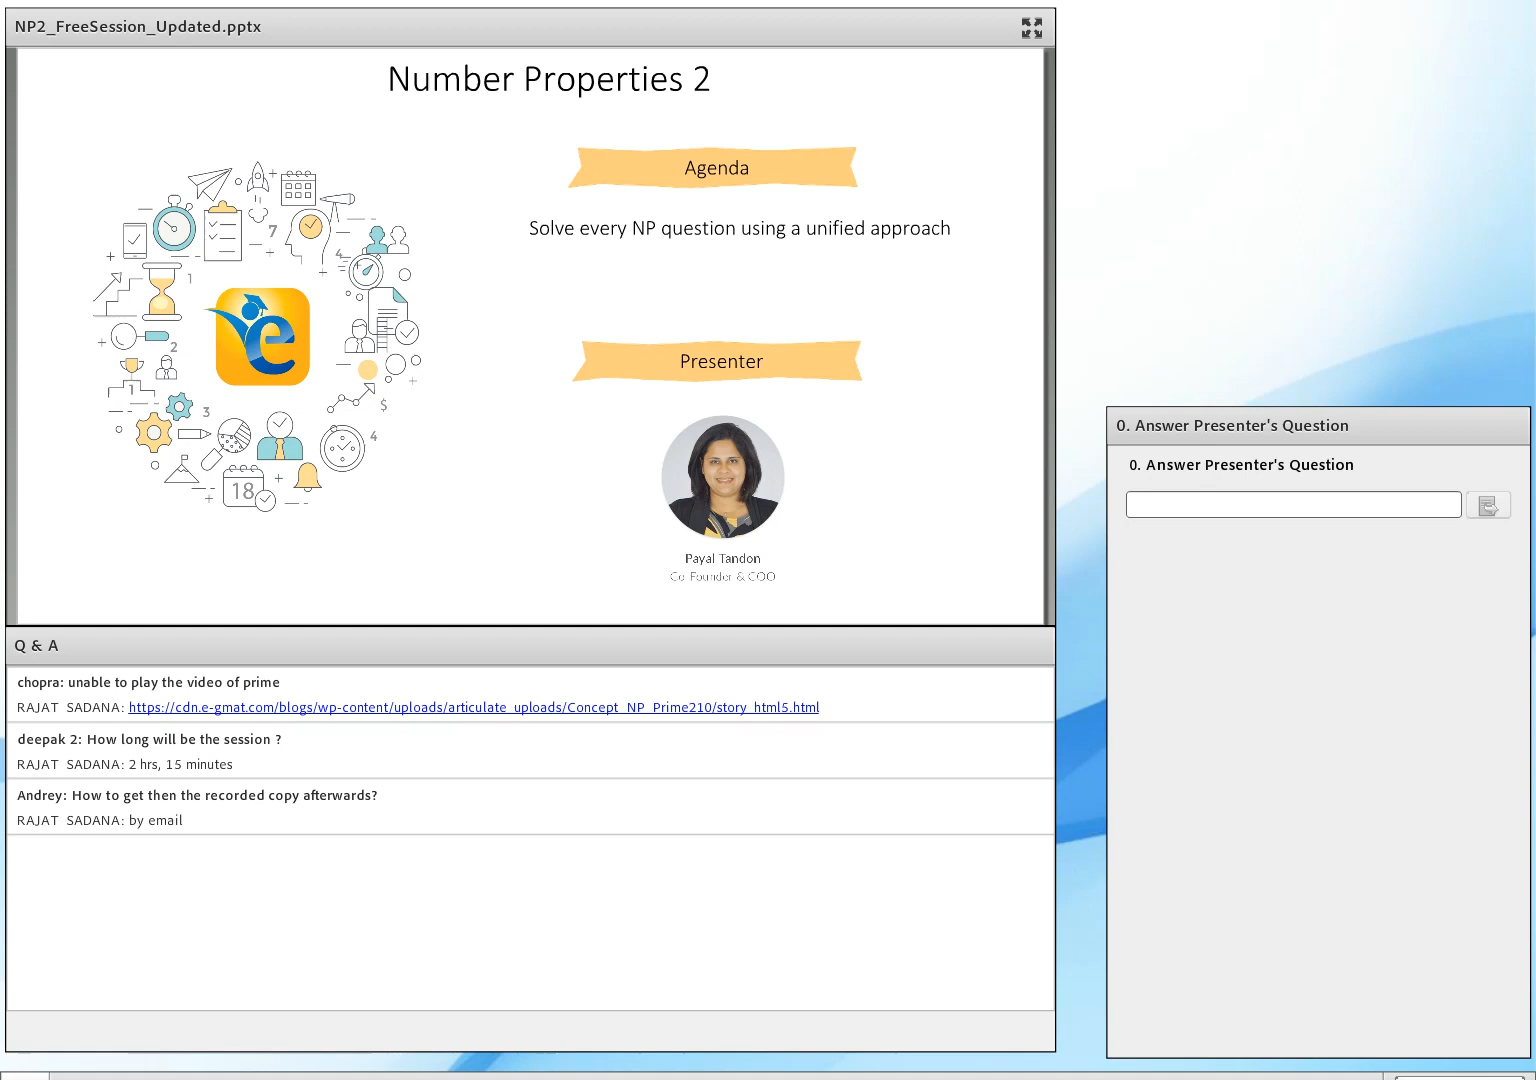 NP2_FreeSession_Updated.pptx
Number Properties 2
Agenda
Solve every NP question using a unified approach
Presenter
Payal Tandon
Co Founder & COO
7
4
1
2
1
3
$
4
18
e
Q & A
chopra: unable to play the video of prime
RAJAT SADANA: https://cdn.e-gmat.com/blogs/wp-content/uploads/articulate_uploads/Concept_NP_Prime210/story_html5.html
deepak 2: How long will be the session ?
RAJAT SADANA: 2 hrs, 15 minutes
Andrey: How to get then the recorded copy afterwards?
RAJAT SADANA: by email
0. Answer Presenter's Question
0. Answer Presenter's Question